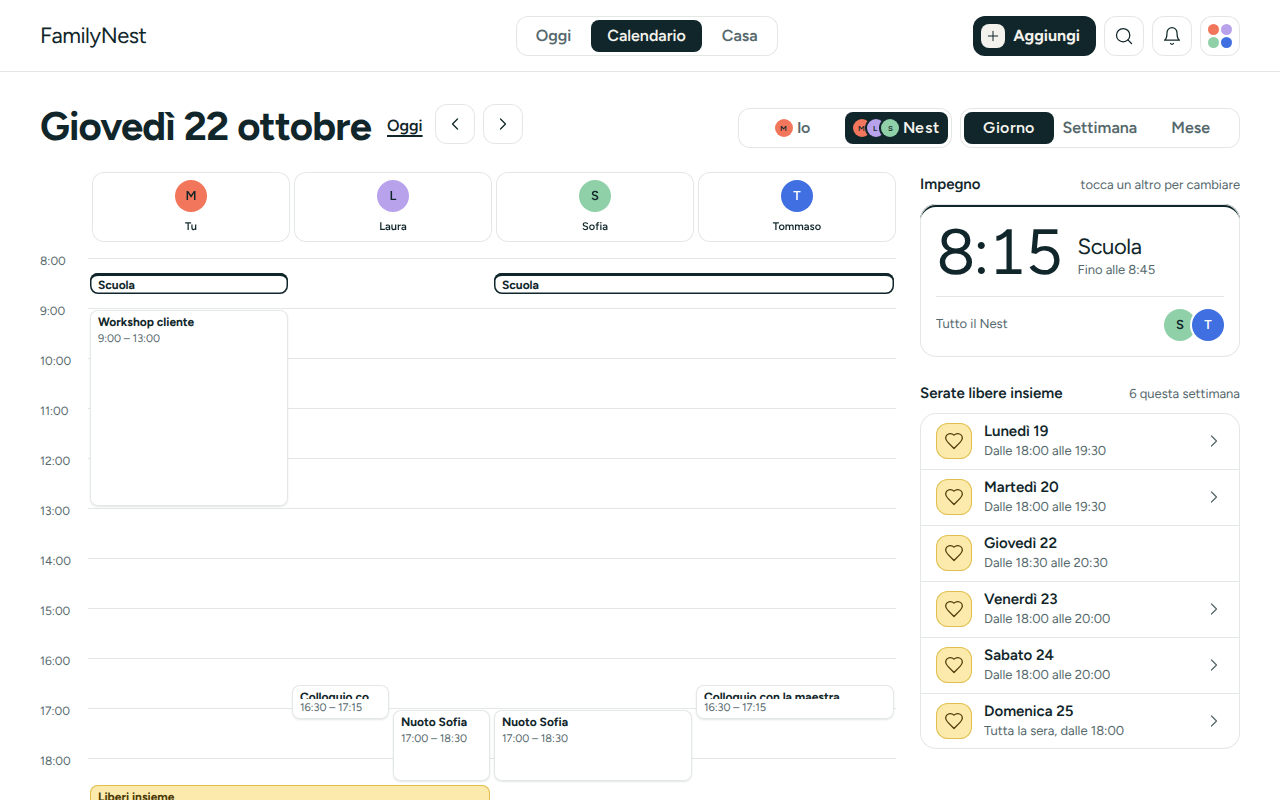 FamilyNest
Oggi
Calendario
Casa
Aggiungi
Giovedì 22 ottobre
Oggi
M
Io
M
L
S
Nest
Giorno
Settimana
Mese
M
Tu
L
Laura
S
Sofia
T
Tommaso
8:00
Scuola
Scuola
9:00
Workshop cliente
9:00 – 13:00
10:00
11:00
12:00
13:00
14:00
15:00
16:00
Colloquio co
16:30 – 17:15
Colloquio con la maestra
16:30 – 17:15
17:00
Nuoto Sofia
17:00 – 18:30
Nuoto Sofia
17:00 – 18:30
18:00
Liberi insieme
Impegno
tocca un altro per cambiare
8:15
Scuola
Fino alle 8:45
Tutto il Nest
S
T
Serate libere insieme
6 questa settimana
Lunedì 19
Dalle 18:00 alle 19:30
Martedì 20
Dalle 18:00 alle 19:30
Giovedì 22
Dalle 18:30 alle 20:30
Venerdì 23
Dalle 18:00 alle 20:00
Sabato 24
Dalle 18:00 alle 20:00
Domenica 25
Tutta la sera, dalle 18:00